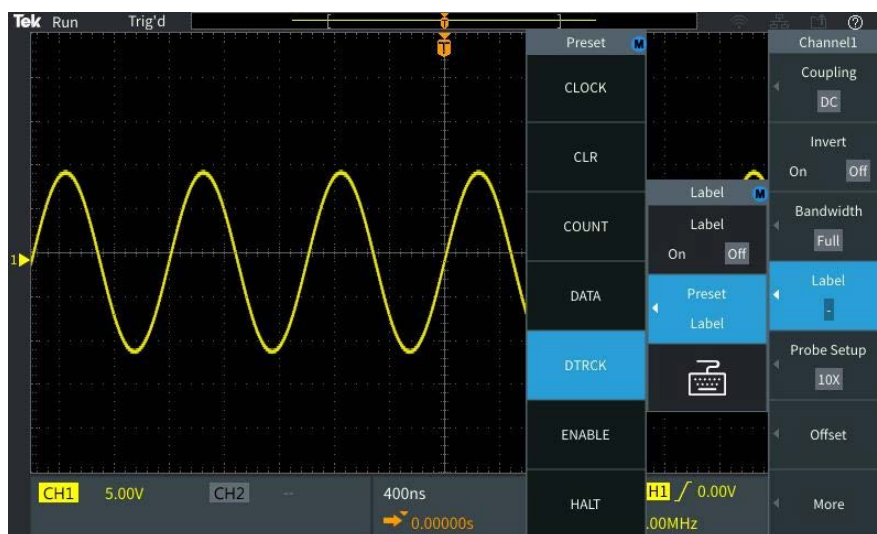 Tek Run Trig'd
T
T
Preset M
CLOCK
CLR
COUNT
DATA
DTRCK
ENABLE
HALT
Label M
Label
On Off
Preset
Label
Channel1
Coupling
DC
Invert
On Off
Bandwidth
Full
Label
-
Probe Setup
10X
Offset
More
1
CH1 5.00V CH2 --
400ns
0.00000s
H1 0.00V
.00MHz
?